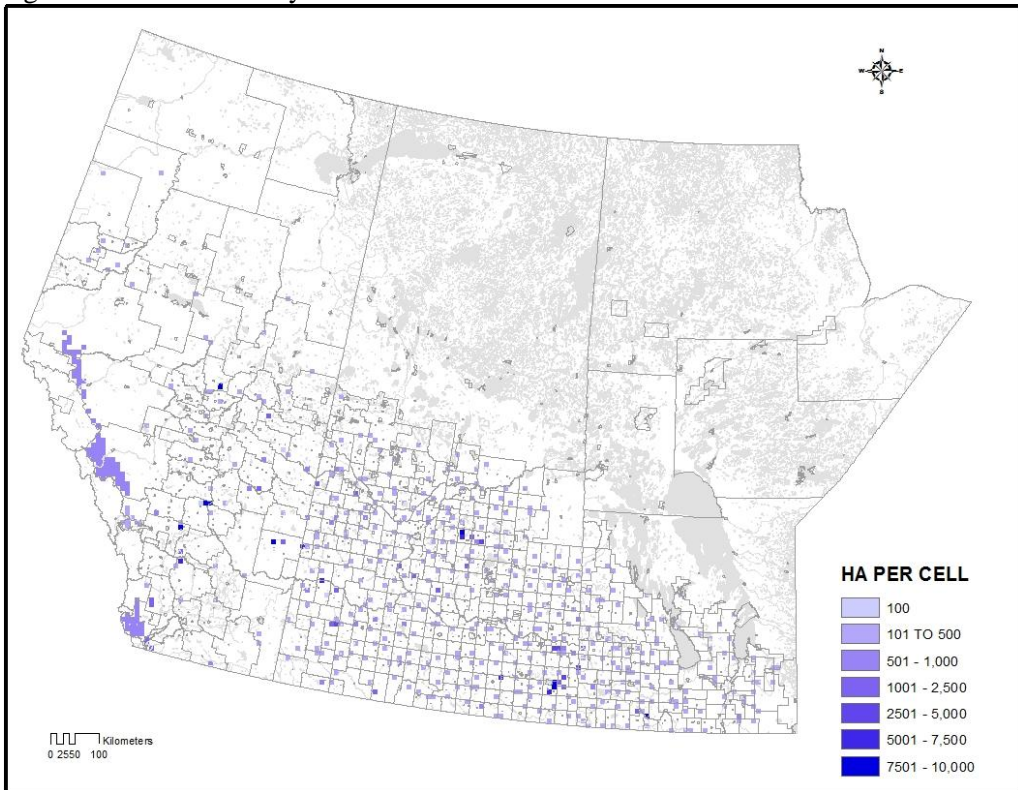 N
W E
S
HA PER CELL
100
101 TO 500
501 - 1,000
1001 - 2,500
2501 - 5,000
5001 - 7,500
7501 - 10,000
Kilometers
0 2550 100